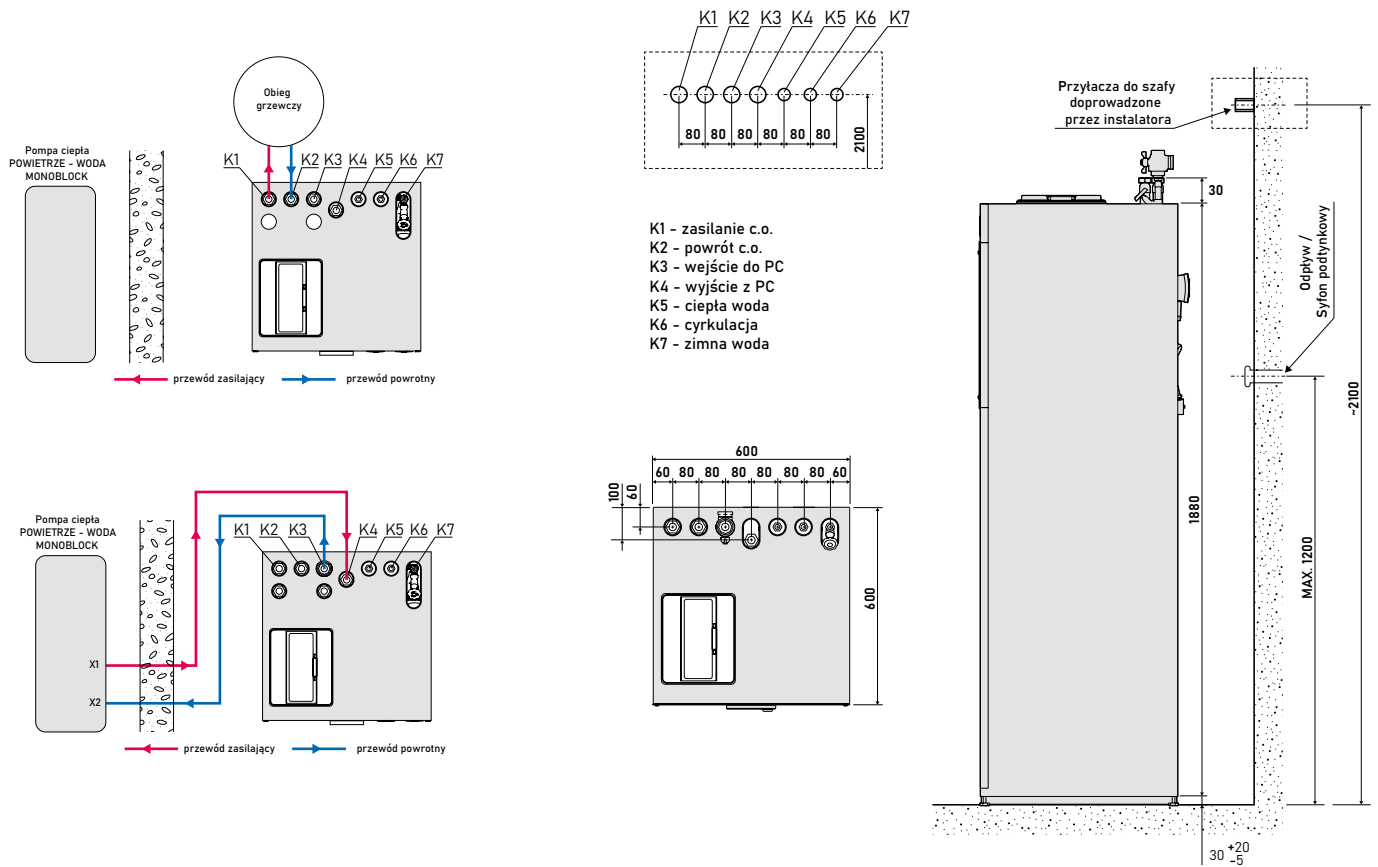 Obieg
grzewczy
Pompa ciepła
POWIETRZE - WODA
MONOBLOCK
K1 K2 K3 K4 K5 K6 K7
przewód zasilający
przewód powrotny
Pompa ciepła
POWIETRZE - WODA
MONOBLOCK
K1 K2 K3 K4 K5 K6 K7
X1
X2
przewód zasilający
przewód powrotny
K1 K2 K3 K4 K5 K6 K7
80 80 80 80 80 80
2100
K1 - zasilanie c.o.
K2 - powrót c.o.
K3 - wejście do PC
K4 - wyjście z PC
K5 - ciepła woda
K6 - cyrkulacja
K7 - zimna woda
600
60 80 80 80 80 80 80 60
100
60
600
Przyłacza do szafy
doprowadzone
przez instalatora
30
Odpływ /
Syfon podtynkowy
1880
MAX. 1200
~2100
30 +20
-5